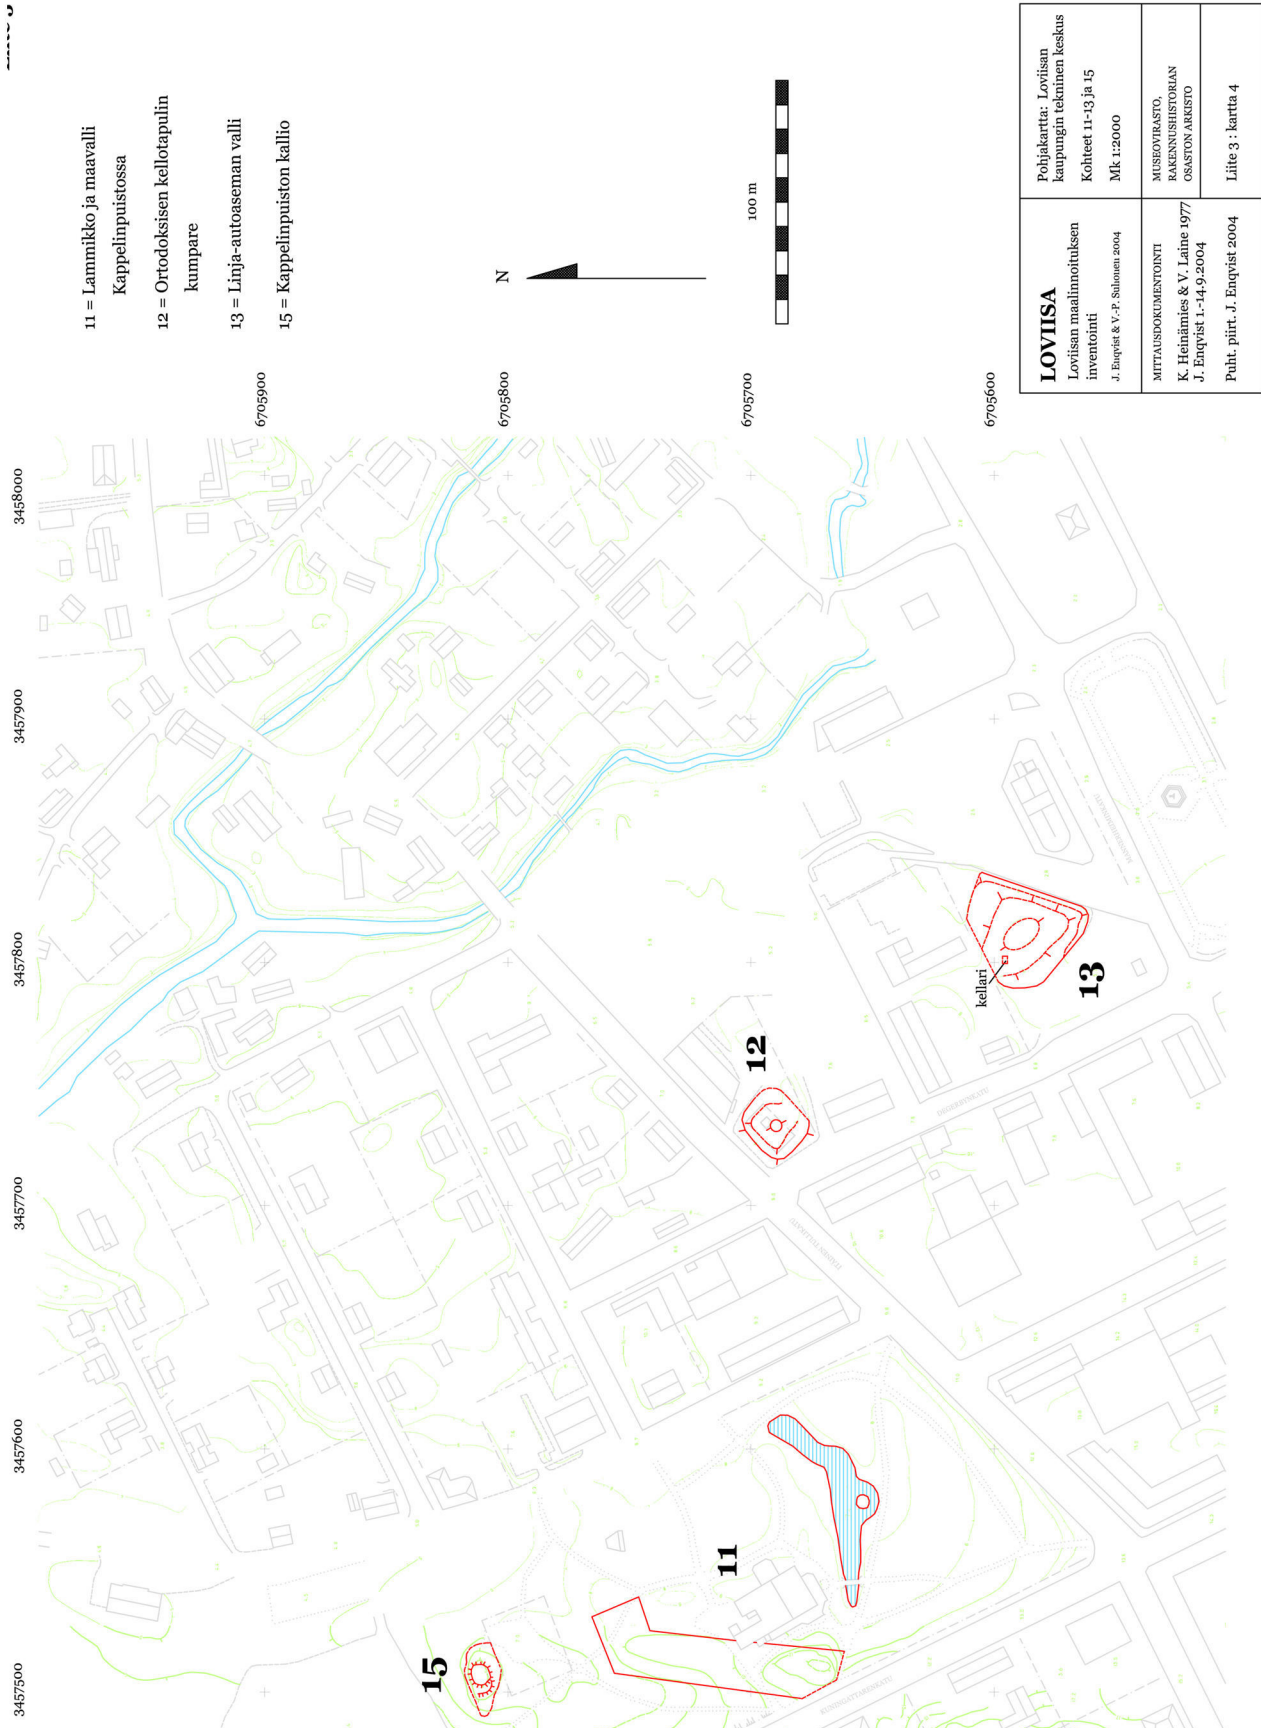 11 = Lammikko ja maavalli
Kappelinpuistossa
12 = Ortodoksisen kellotapulin
kumpare
13 = Linja-autoaseman valli
15 = Kappelinpuiston kallio
N
100 m
LOVIISA
Loviisan maalinnoituksen
inventointi
J. Enqvist & V.-P. Suhonen 2004
Pohjakartta: Loviisan
kaupungin tekninen keskus
Kohteet 11-13 ja 15
Mk 1:2000
MITTAUSDOKUMENTOINTI
K. Heinämies & V. Laine 1977
J. Enqvist 1.-14.9.2004
Puht. piirt. J. Enqvist 2004
MUSEOVIRASTO,
RAKENNUSHISTORIAN
OSASTON ARKISTO
Liite 3 : kartta 4
6705900
6705800
6705700
6705600
3458000
3457900
3457800
3457700
3457600
3457500
kellari
11
12
13
15